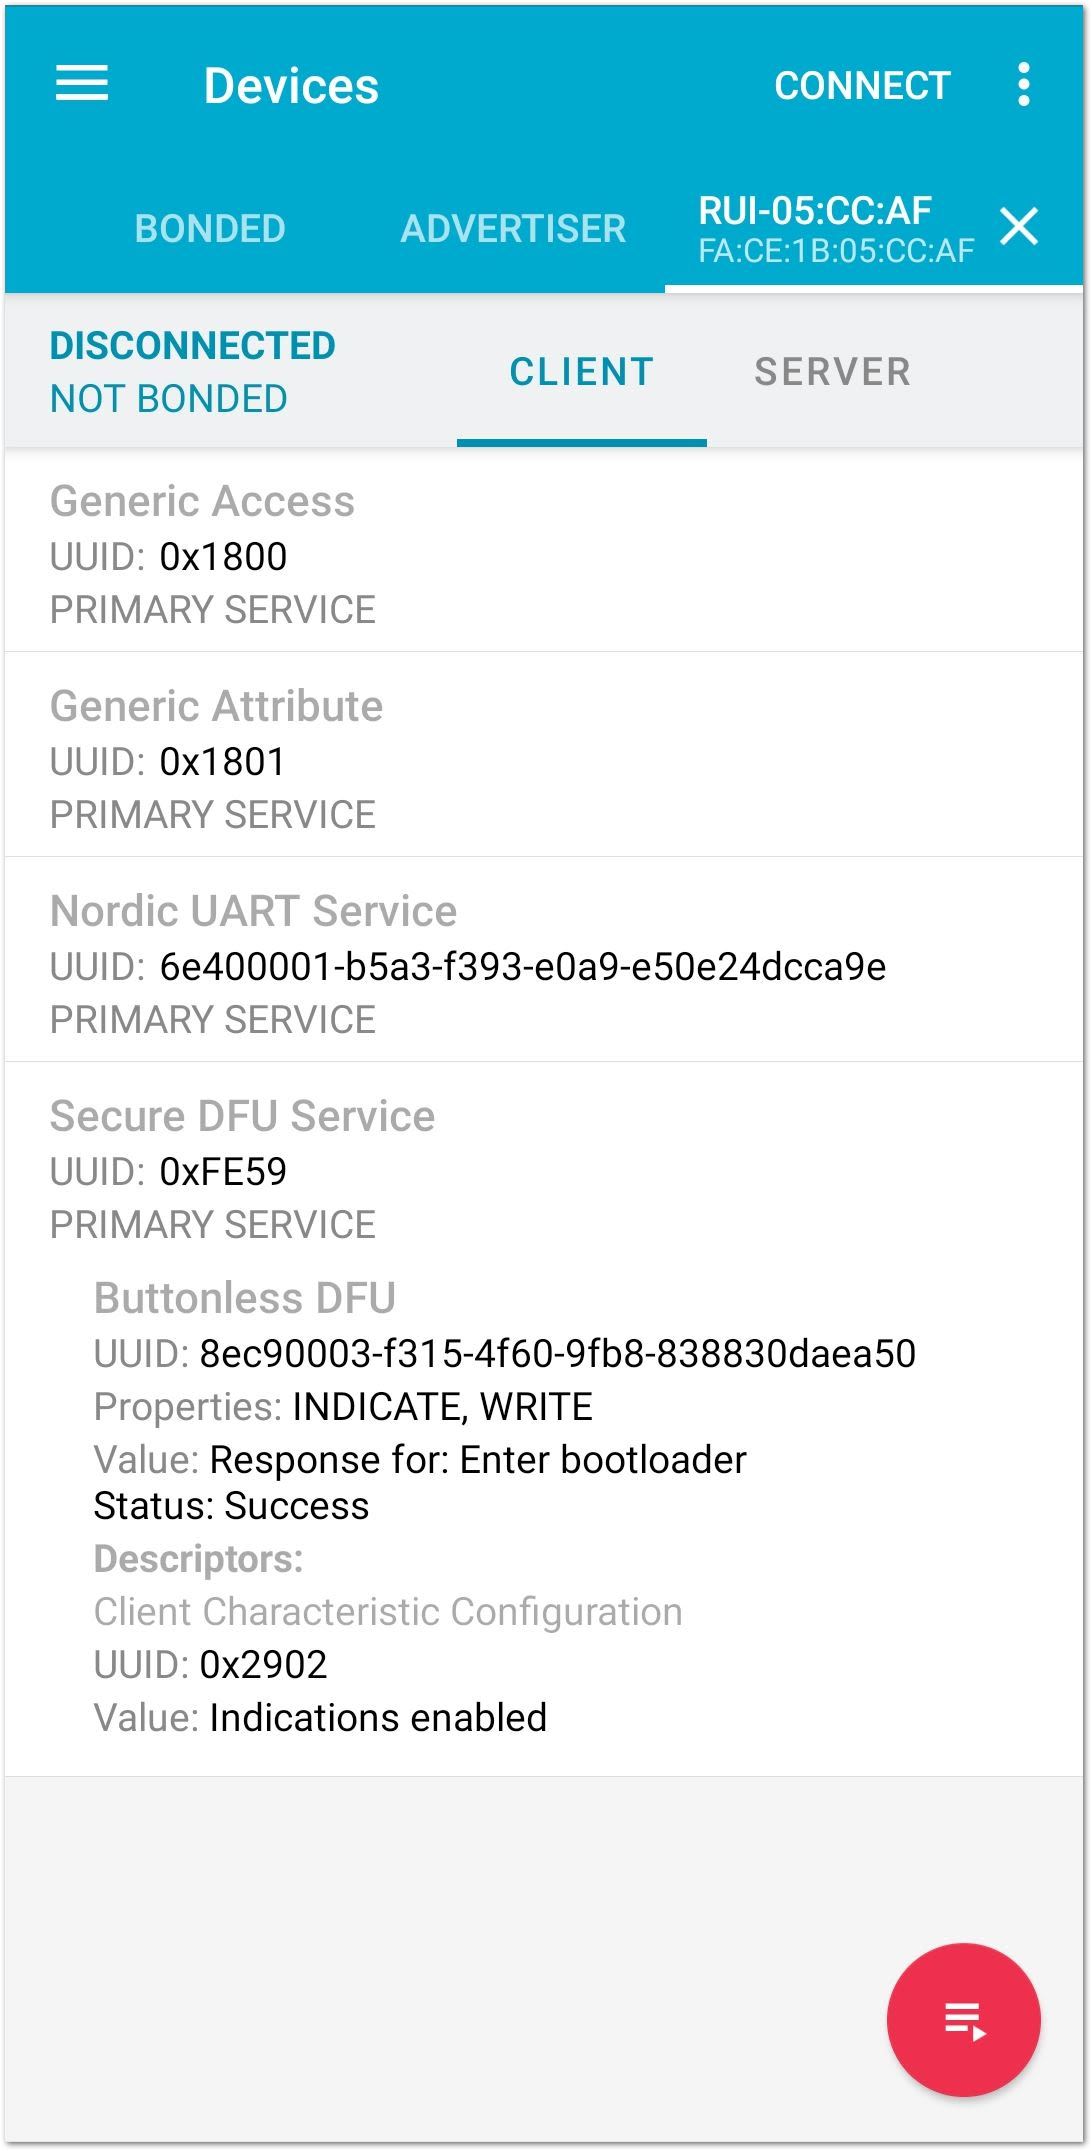 Devices
CONNECT
BONDED
ADVERTISER
RUI-05:CC:AF
FA:CE:1B:05:CC:AF
DISCONNECTED
NOT BONDED
CLIENT
SERVER
Generic Access
UUID: 0x1800
PRIMARY SERVICE
Generic Attribute
UUID: 0x1801
PRIMARY SERVICE
Nordic UART Service
UUID: 6e400001-b5a3-f393-e0a9-e50e24dcca9e
PRIMARY SERVICE
Secure DFU Service
UUID: 0xFE59
PRIMARY SERVICE
Buttonless DFU
UUID: 8ec90003-f315-4f60-9fb8-838830daea50
Properties: INDICATE, WRITE
Value: Response for: Enter bootloader
Status: Success
Descriptors:
Client Characteristic Configuration
UUID: 0x2902
Value: Indications enabled